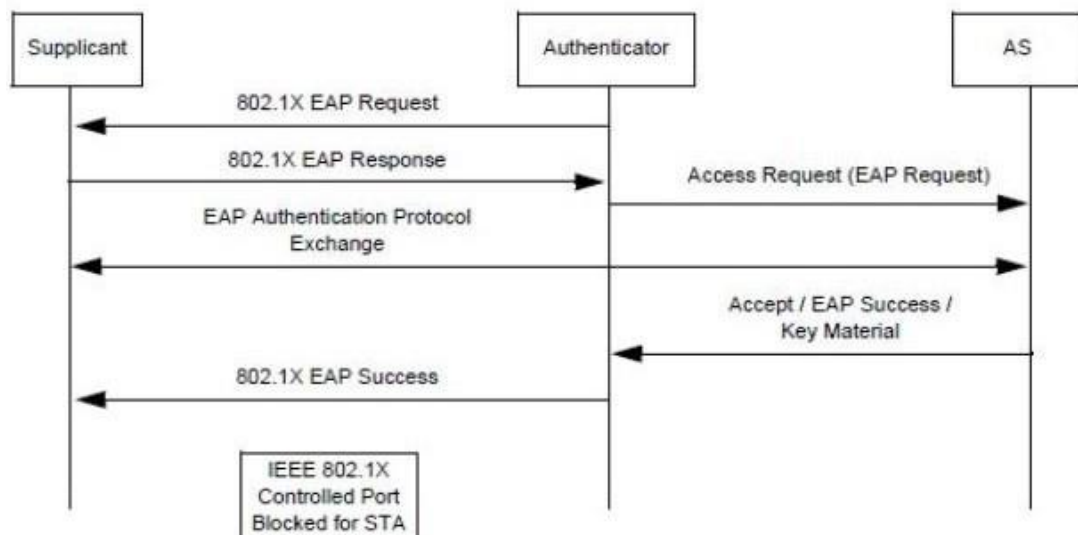 Supplicant
Authenticator
AS
802.1X EAP Request
802.1X EAP Response
Access Request (EAP Request)
EAP Authentication Protocol
Exchange
Accept / EAP Success /
Key Material
802.1X EAP Success
IEEE 802.1X
Controlled Port
Blocked for STA